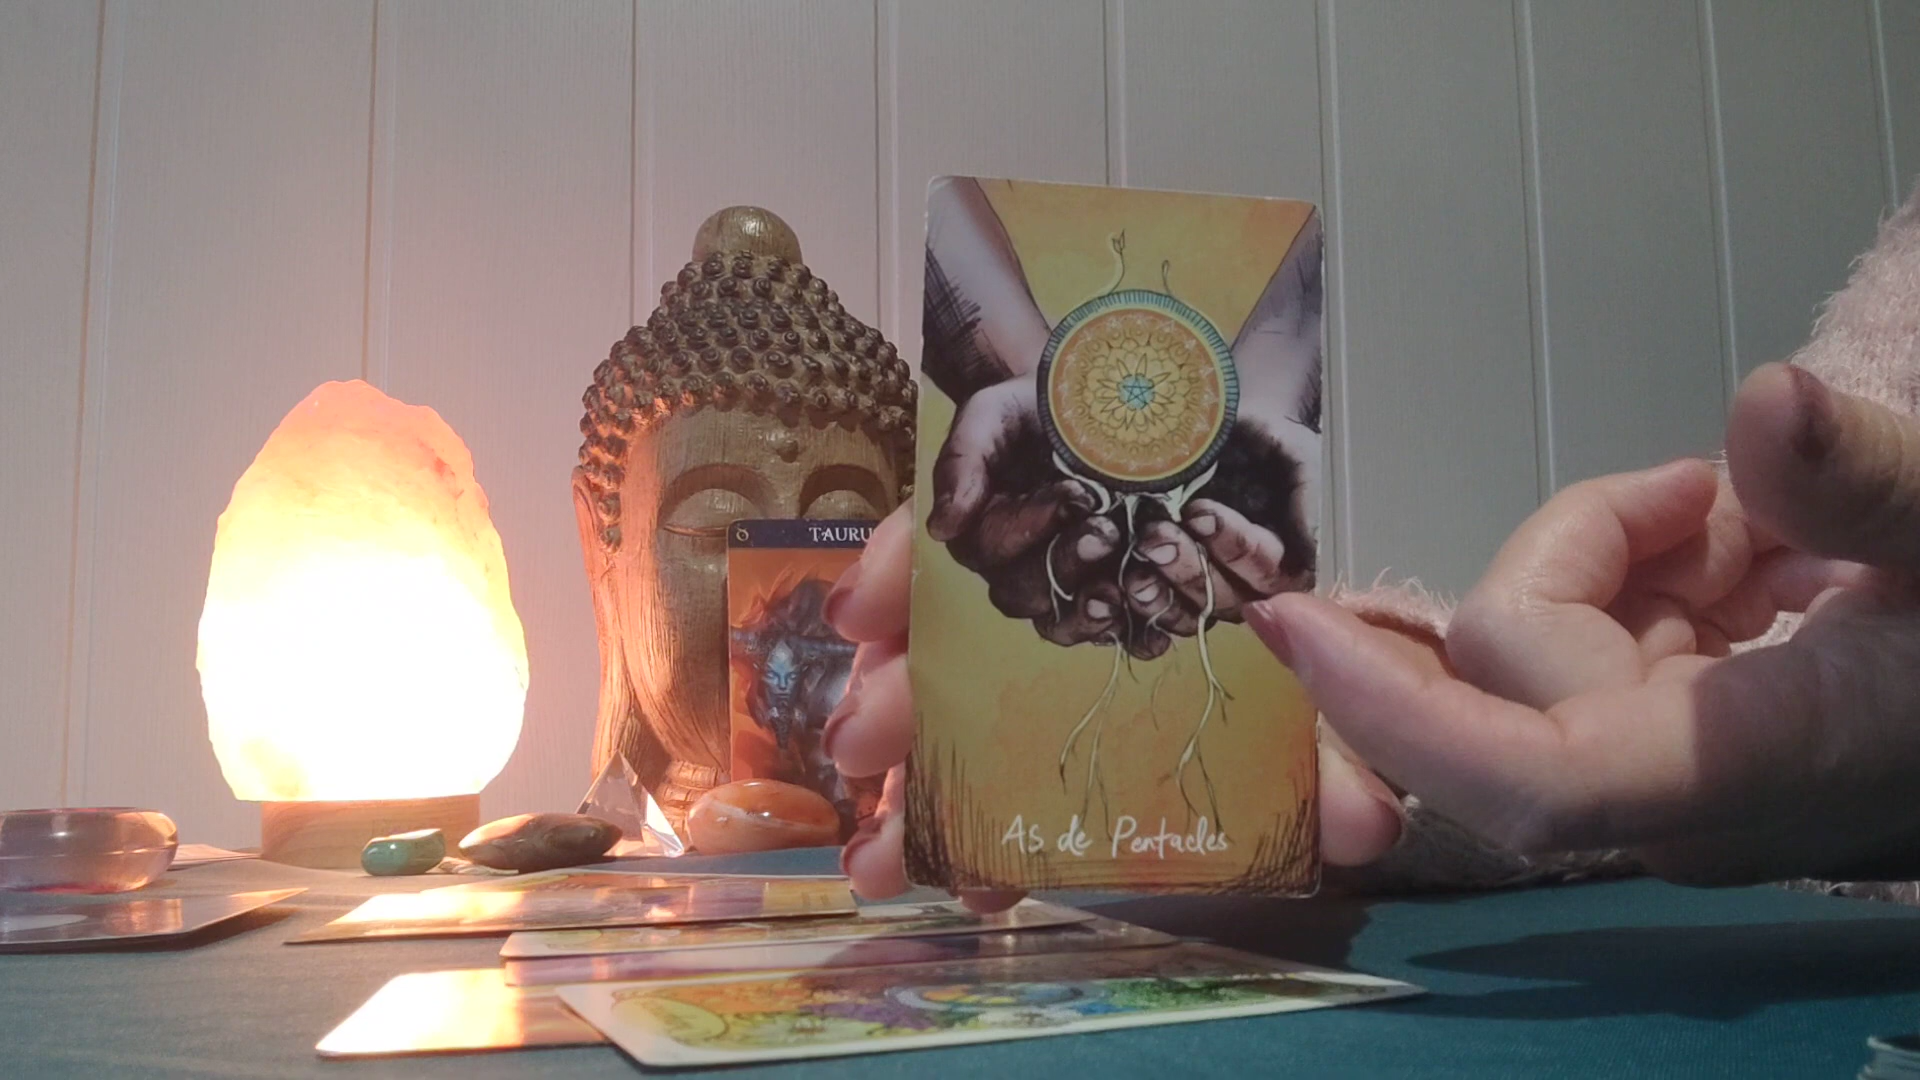 ♉ TAURU
As de Pentacles